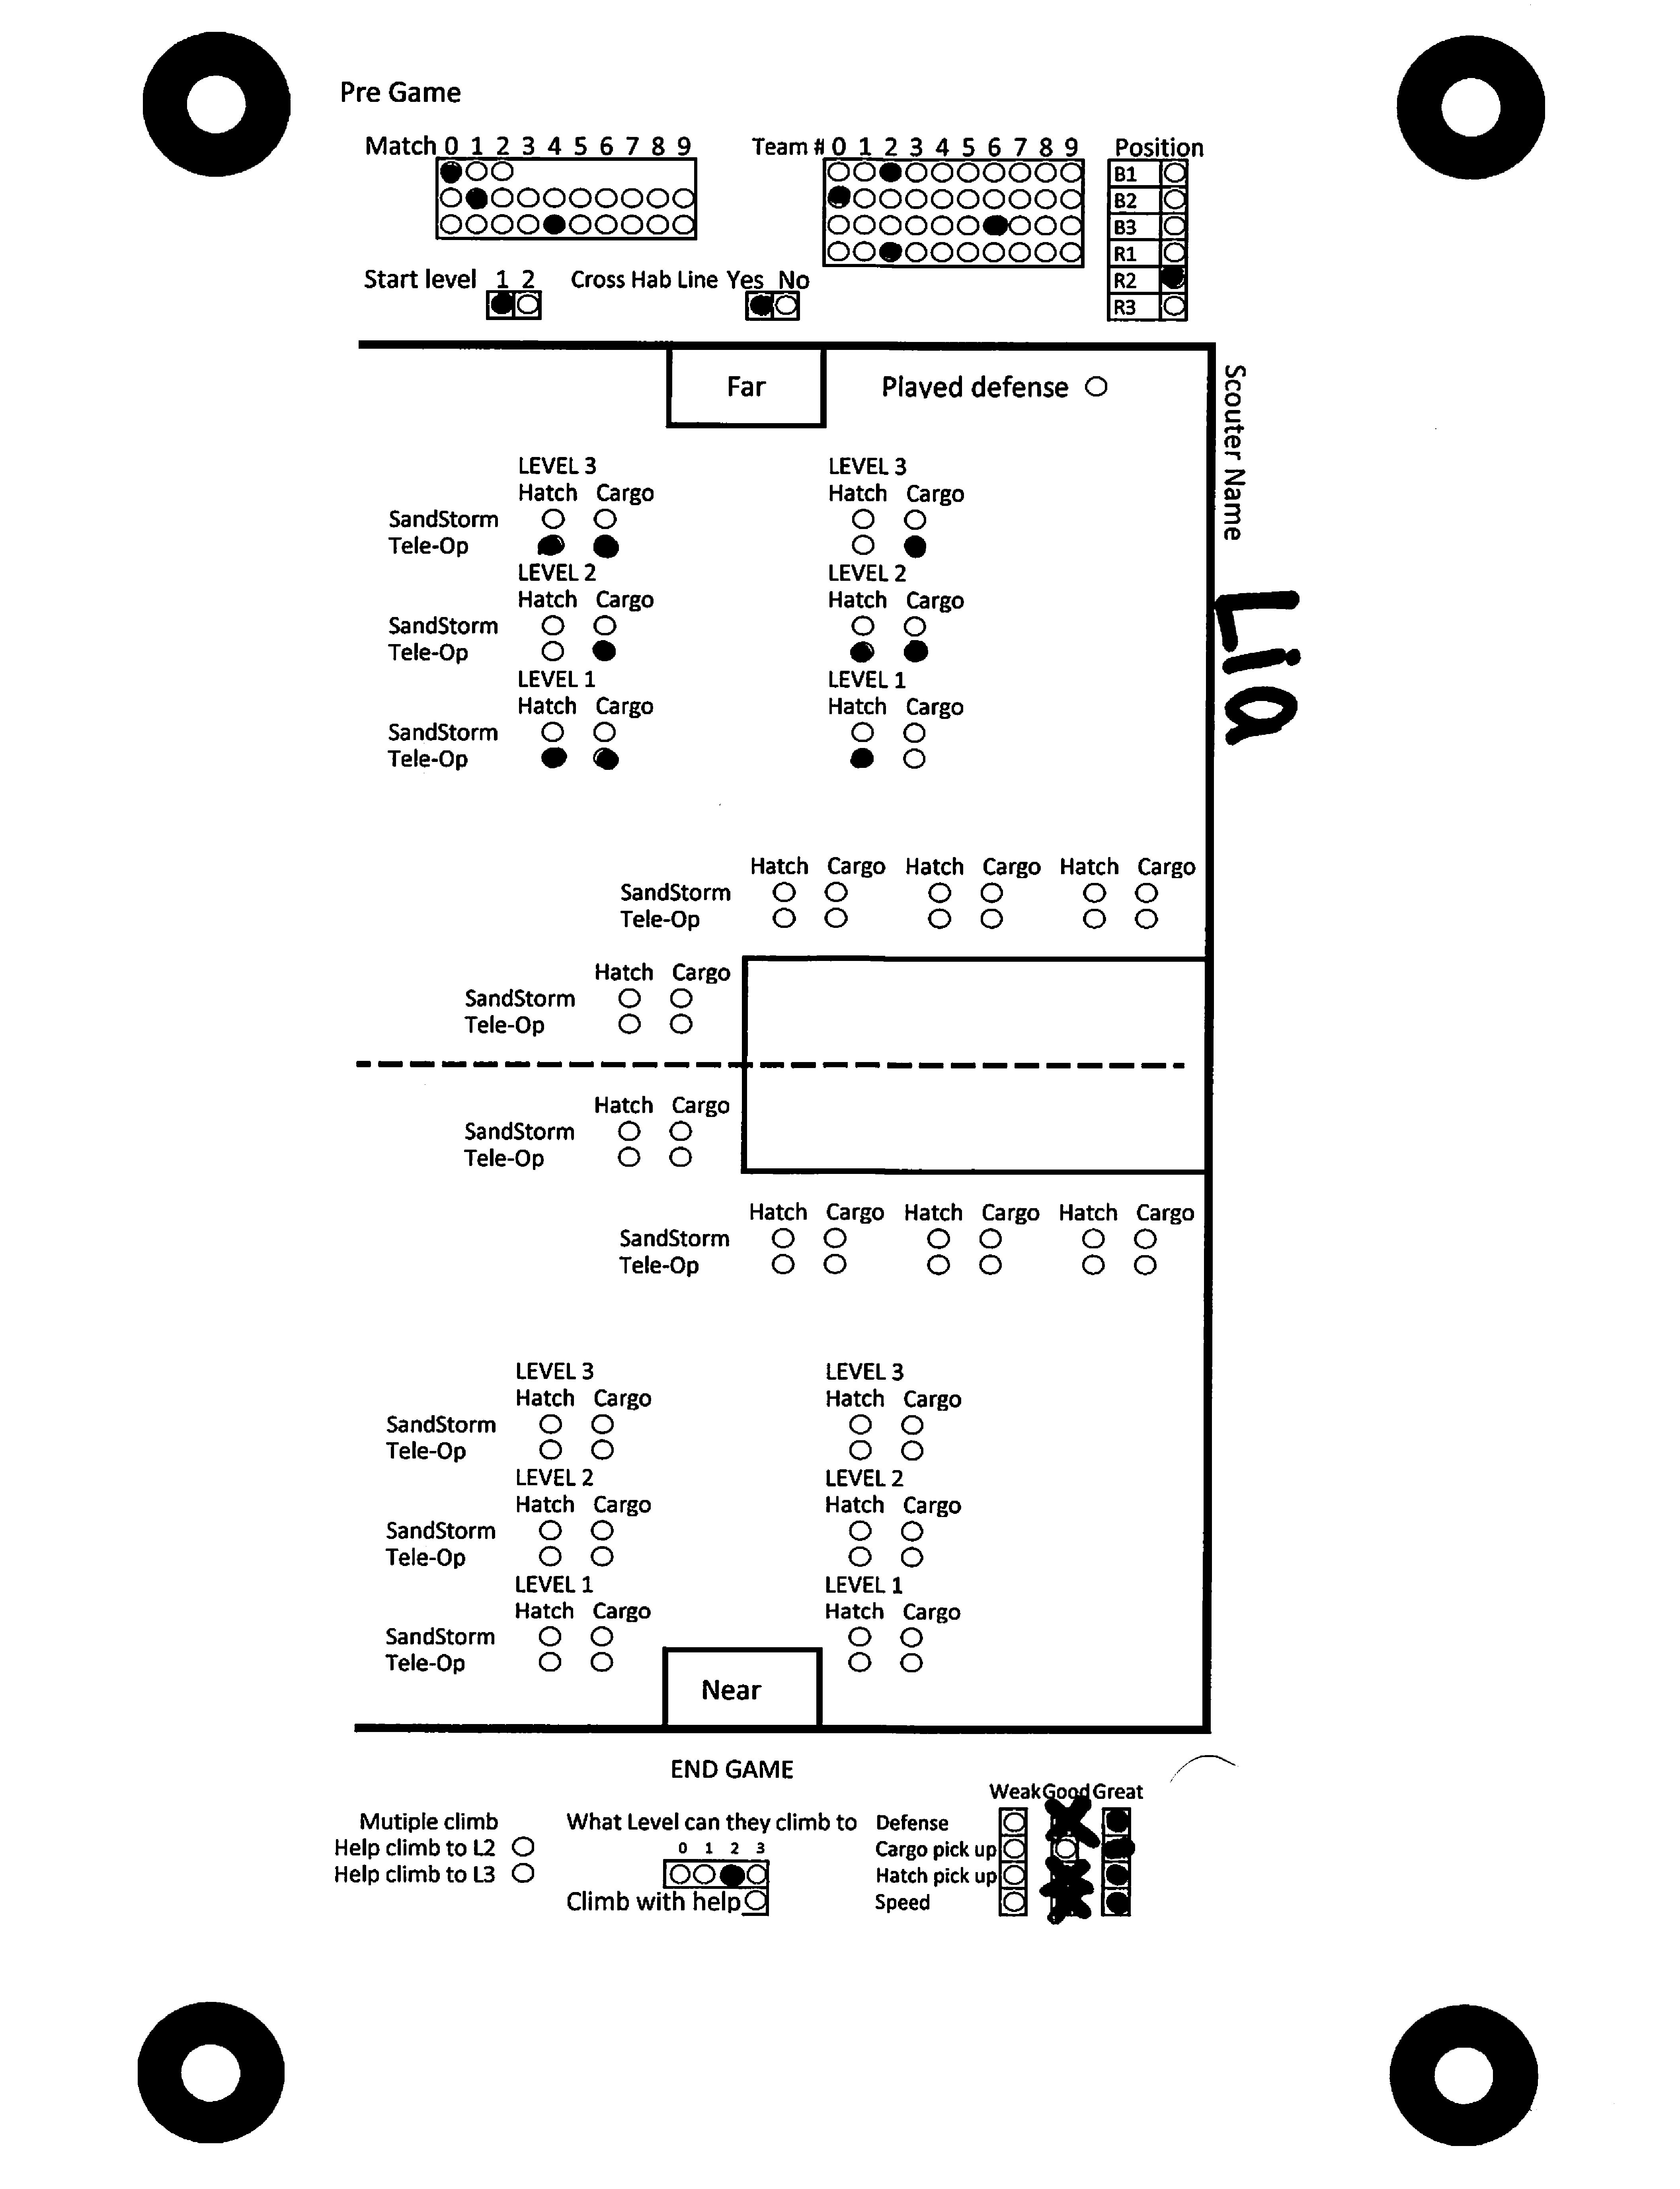 Pre Game
Match 0 1 2 3 4 5 6 7 8 9
Team # 0 1 2 3 4 5 6 7 8 9
Position
B1
B2
B3
R1
R2
R3
Start level 1 2
Cross Hab Line Yes No
Far
Played defense
Scouter Name
Lia
LEVEL 3 LEVEL 3
Hatch Cargo Hatch Cargo
SandStorm
Tele-Op
LEVEL 2 LEVEL 2
Hatch Cargo Hatch Cargo
SandStorm
Tele-Op
LEVEL 1 LEVEL 1
Hatch Cargo Hatch Cargo
SandStorm
Tele-Op
Hatch Cargo Hatch Cargo Hatch Cargo
SandStorm
Tele-Op
Hatch Cargo
SandStorm
Tele-Op
Hatch Cargo
SandStorm
Tele-Op
Hatch Cargo Hatch Cargo Hatch Cargo
SandStorm
Tele-Op
LEVEL 3 LEVEL 3
Hatch Cargo Hatch Cargo
SandStorm
Tele-Op
LEVEL 2 LEVEL 2
Hatch Cargo Hatch Cargo
SandStorm
Tele-Op
LEVEL 1 LEVEL 1
Hatch Cargo Hatch Cargo
SandStorm
Tele-Op
Near
END GAME
Mutiple climb
Help climb to L2
Help climb to L3
What Level can they climb to
0 1 2 3
Climb with help
Weak Good Great
Defense
Cargo pick up
Hatch pick up
Speed